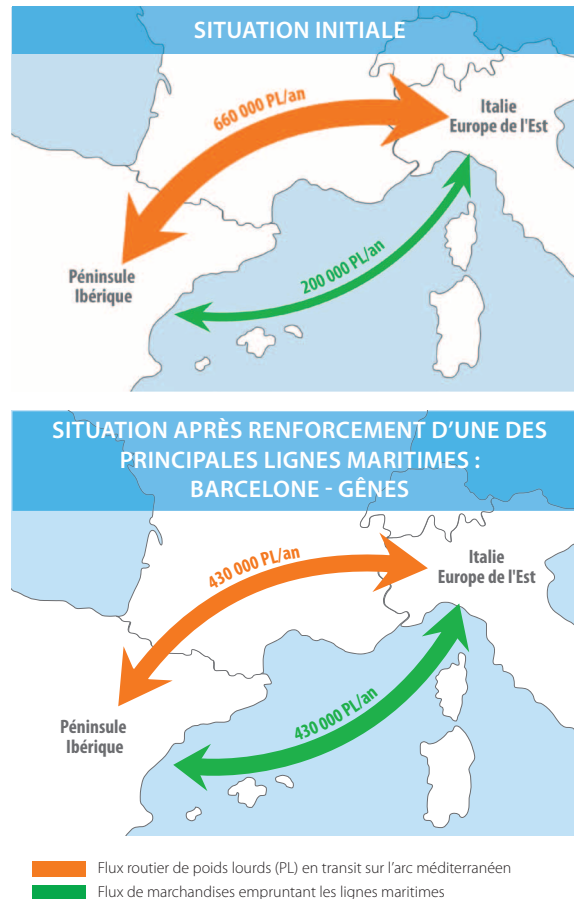 SITUATION INITIALE
660 000 PL/an
Italie
Europe de l'Est
200 000 PL/an
Péninsule
Ibérique
SITUATION APRÈS RENFORCEMENT D'UNE DES
PRINCIPALES LIGNES MARITIMES :
BARCELONE - GÊNES
430 000 PL/an
Italie
Europe de l'Est
430 000 PL/an
Péninsule
Ibérique
Flux routier de poids lourds (PL) en transit sur l'arc méditerranéen
Flux de marchandises empruntant les lignes maritimes